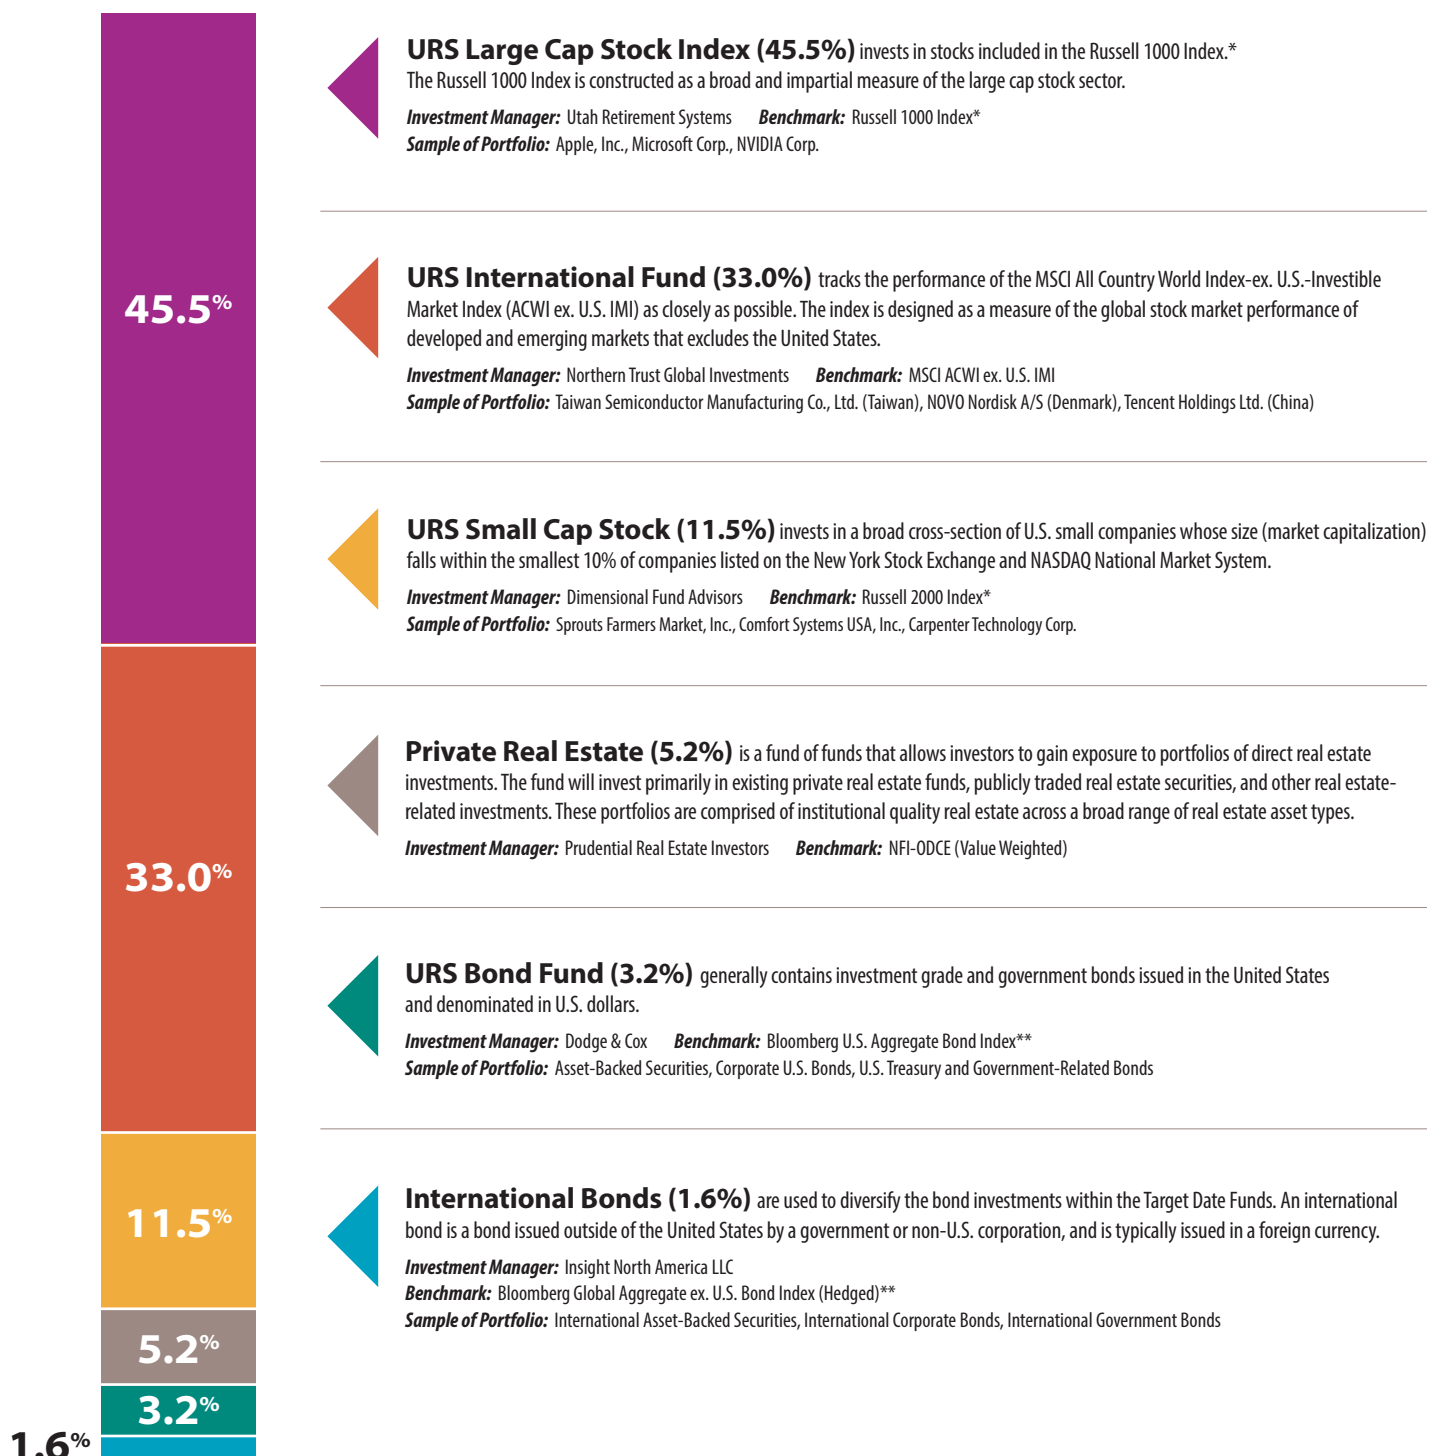 URS Large Cap Stock Index (45.5%) invests in stocks included in the Russell 1000 Index.*
The Russell 1000 Index is constructed as a broad and impartial measure of the large cap stock sector.
Investment Manager: Utah Retirement Systems Benchmark: Russell 1000 Index*
Sample of Portfolio: Apple, Inc., Microsoft Corp., NVIDIA Corp.
45.5%
URS International Fund (33.0%) tracks the performance of the MSCI All Country World Index-ex. U.S.-Investible
Market Index (ACWI ex. U.S. IMI) as closely as possible. The index is designed as a measure of the global stock market performance of
developed and emerging markets that excludes the United States.
Investment Manager: Northern Trust Global Investments Benchmark: MSCI ACWI ex. U.S. IMI
Sample of Portfolio: Taiwan Semiconductor Manufacturing Co., Ltd. (Taiwan), NOVO Nordisk A/S (Denmark), Tencent Holdings Ltd. (China)
URS Small Cap Stock (11.5%) invests in a broad cross-section of U.S. small companies whose size (market capitalization)
falls within the smallest 10% of companies listed on the New York Stock Exchange and NASDAQ National Market System.
Investment Manager: Dimensional Fund Advisors Benchmark: Russell 2000 Index*
Sample of Portfolio: Sprouts Farmers Market, Inc., Comfort Systems USA, Inc., Carpenter Technology Corp.
33.0%
Private Real Estate (5.2%) is a fund of funds that allows investors to gain exposure to portfolios of direct real estate
investments. The fund will invest primarily in existing private real estate funds, publicly traded real estate securities, and other real estate-
related investments. These portfolios are comprised of institutional quality real estate across a broad range of real estate asset types.
Investment Manager: Prudential Real Estate Investors Benchmark: NFI-ODCE (Value Weighted)
URS Bond Fund (3.2%) generally contains investment grade and government bonds issued in the United States
and denominated in U.S. dollars.
Investment Manager: Dodge & Cox Benchmark: Bloomberg U.S. Aggregate Bond Index**
Sample of Portfolio: Asset-Backed Securities, Corporate U.S. Bonds, U.S. Treasury and Government-Related Bonds
11.5%
International Bonds (1.6%) are used to diversify the bond investments within the Target Date Funds. An international
bond is a bond issued outside of the United States by a government or non-U.S. corporation, and is typically issued in a foreign currency.
Investment Manager: Insight North America LLC
Benchmark: Bloomberg Global Aggregate ex. U.S. Bond Index (Hedged)**
Sample of Portfolio: International Asset-Backed Securities, International Corporate Bonds, International Government Bonds
5.2%
3.2%
1.6%